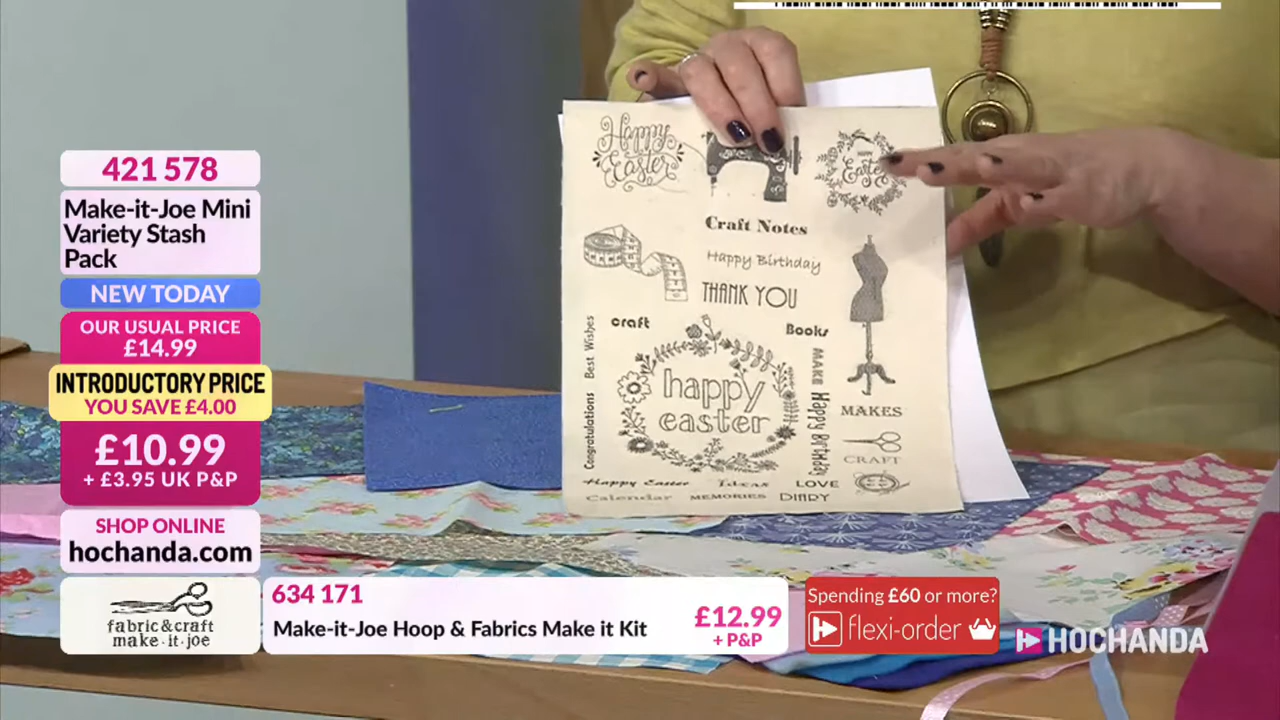 421 578
Make-it-Joe Mini
Variety Stash
Pack
NEW TODAY
OUR USUAL PRICE
£14.99
INTRODUCTORY PRICE
YOU SAVE £4.00
£10.99
+ £3.95 UK P&P
SHOP ONLINE
hochanda.com
fabric & craft
make·it·joe
634 171
Make-it-Joe Hoop & Fabrics Make it Kit
£12.99
+ P&P
Spending £60 or more?
flexi-order
HOCHANDA
Happy
Easter
HAPPY
Easter
Craft Notes
Happy Birthday
THANK YOU
craft
Books
Best Wishes
Congratulations
happy
easter
MAKE
Happy Birthday
MAKES
CRAFT
Happy Easter
Ideas
LOVE
Calendar
MEMORIES
DIARY